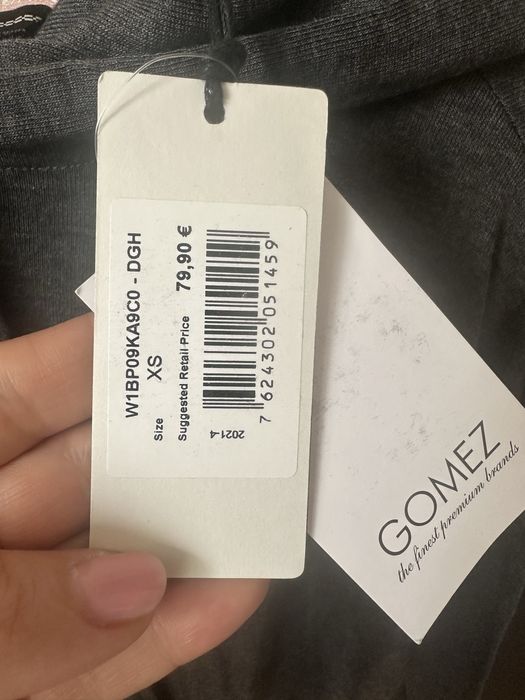 W1BP09KA9C0 - DGH
Size
XS
Suggested Retail Price
79,90 €
7 624302 051459
2021-4
GOMEZ
the finest premium brands